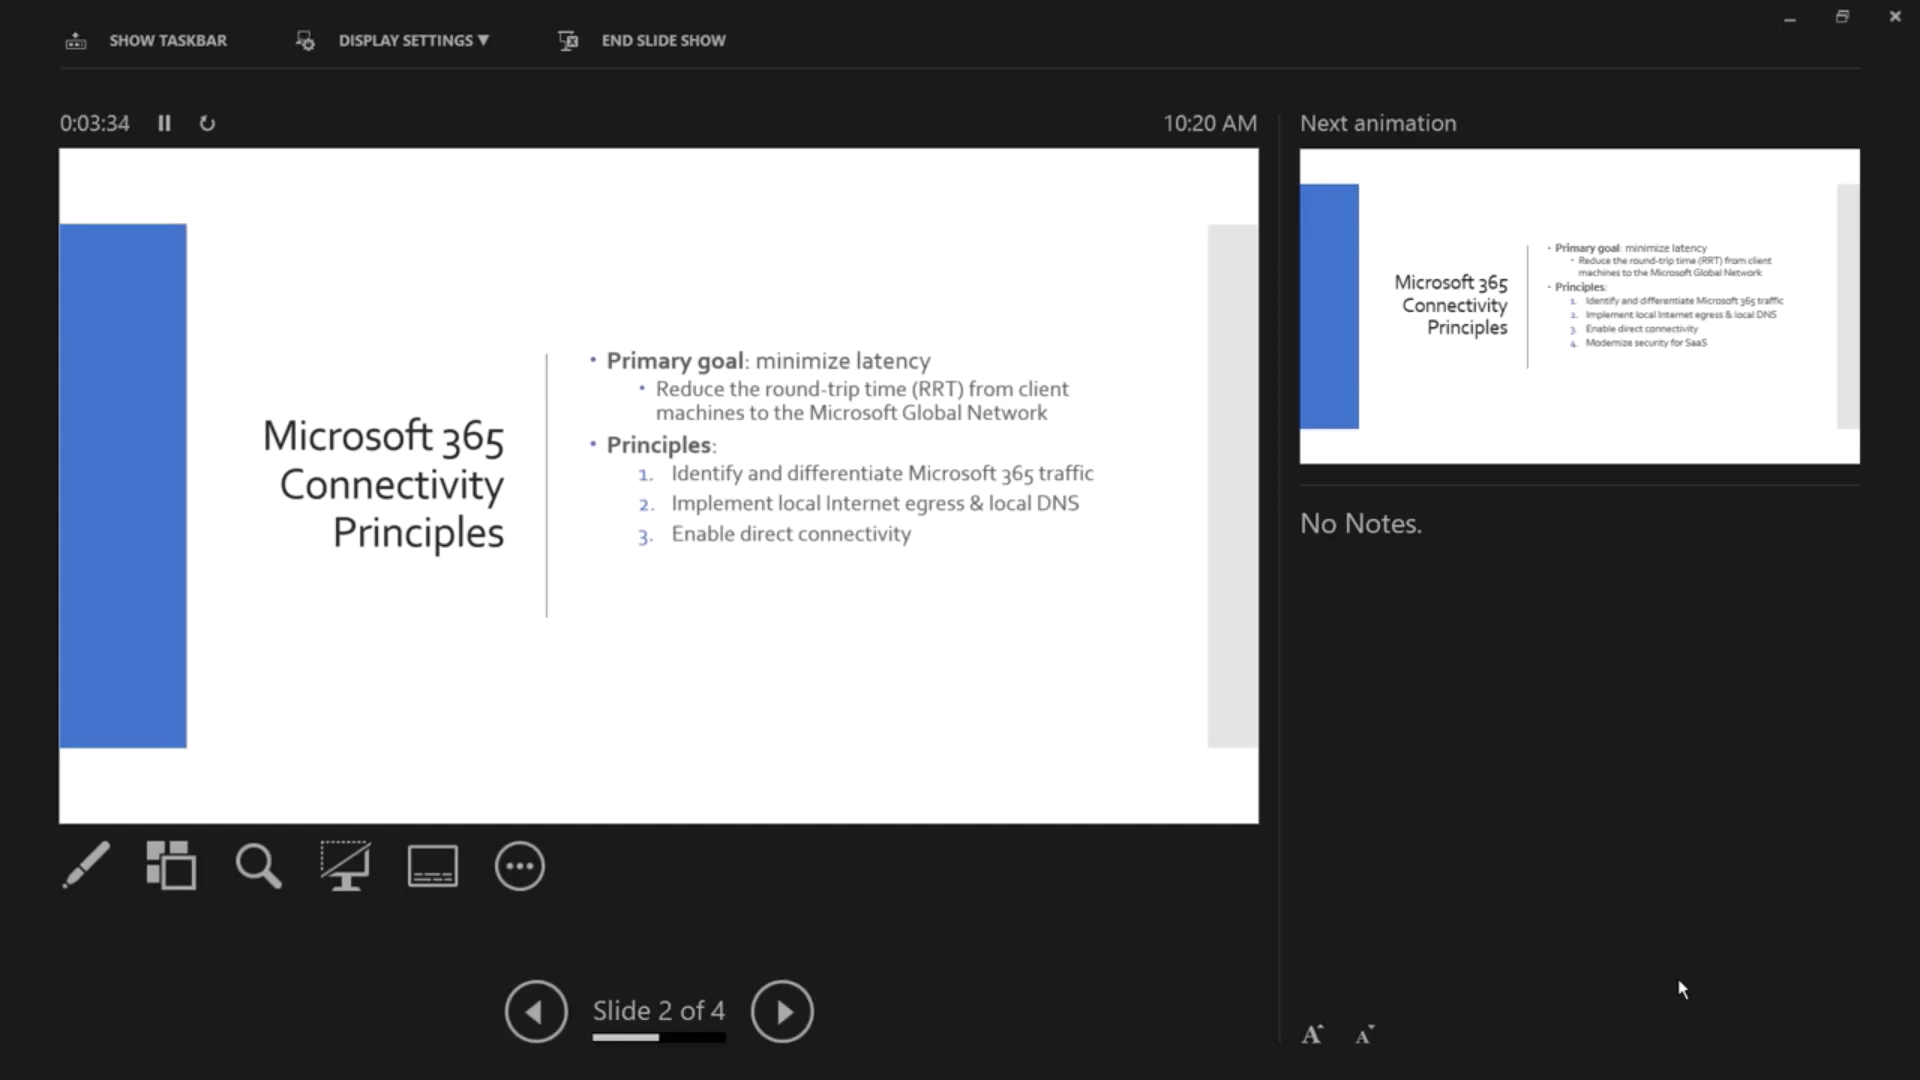 SHOW TASKBAR
DISPLAY SETTINGS ▼
END SLIDE SHOW
0:03:34
10:20 AM
Microsoft 365
Connectivity
Principles
• Primary goal: minimize latency
• Reduce the round-trip time (RRT) from client
machines to the Microsoft Global Network
• Principles:
1. Identify and differentiate Microsoft 365 traffic
2. Implement local Internet egress & local DNS
3. Enable direct connectivity
Slide 2 of 4
Next animation
Microsoft 365
Connectivity
Principles
• Primary goal: minimize latency
• Reduce the round-trip time (RRT) from client
machines to the Microsoft Global Network
• Principles:
1. Identify and differentiate Microsoft 365 traffic
2. Implement local Internet egress & local DNS
3. Enable direct connectivity
4. Modernize security for SaaS
No Notes.
A A